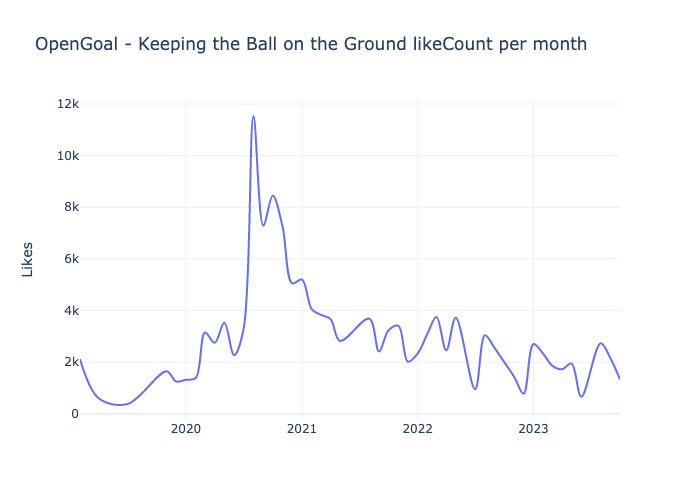 OpenGoal - Keeping the Ball on the Ground likeCount per month
Likes
12k
10k
8k
6k
4k
2k
0
2020
2021
2022
2023